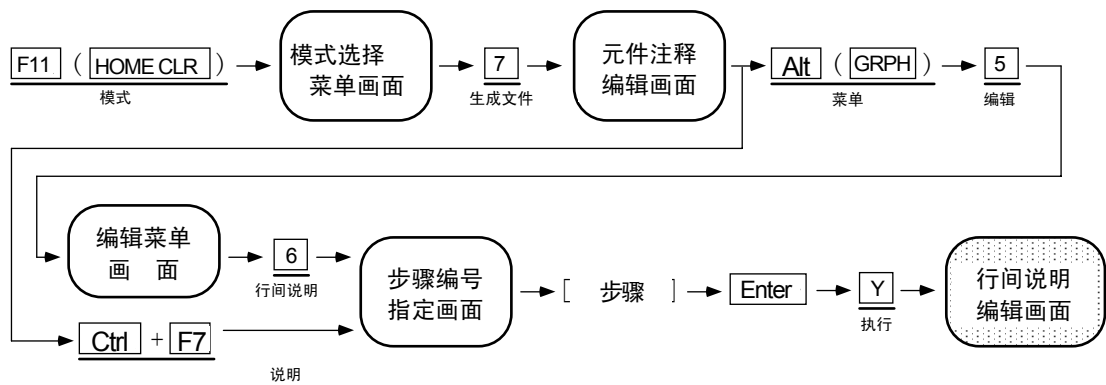 F11 ( HOME CLR )
模式
模式选择
菜单画面
7
生成文件
元件注释
编辑画面
Alt ( GRPH )
菜单
5
编辑
编辑菜单
画 面
6
行间说明
Ctrl + F7
说明
步骤编号
指定画面
[ 步骤 ]
Enter
Y
执行
行间说明
编辑画面